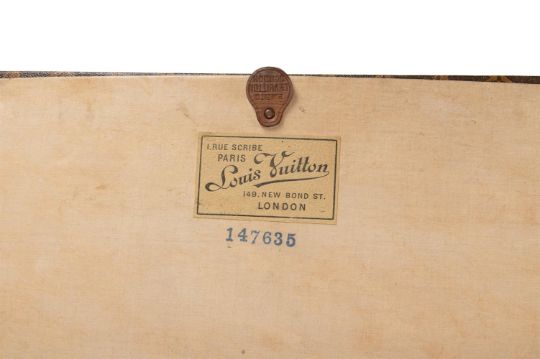 1. RUE SCRIBE
PARIS
Louis Vuitton
149. NEW BOND ST.
LONDON
147635